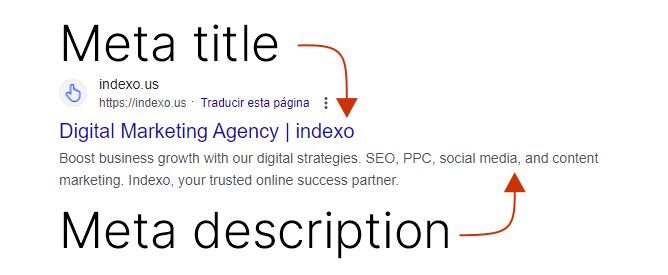 Meta title
indexo.us
https://indexo.us · Traducir esta página
Digital Marketing Agency | indexo
Boost business growth with our digital strategies. SEO, PPC, social media, and content
marketing. Indexo, your trusted online success partner.
Meta description